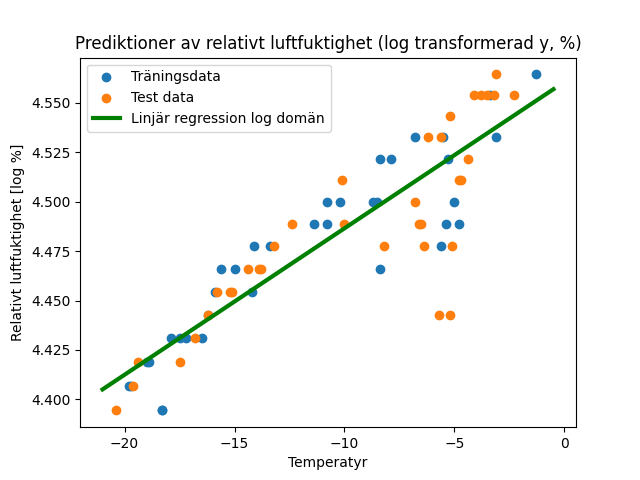 Prediktioner av relativt luftfuktighet (log transformerad y, %)
Träningsdata
Test data
Linjär regression log domän
Relativt luftfuktighet [log %]
4.550
4.525
4.500
4.475
4.450
4.425
4.400
−20
−15
−10
−5
0
Temperatyr